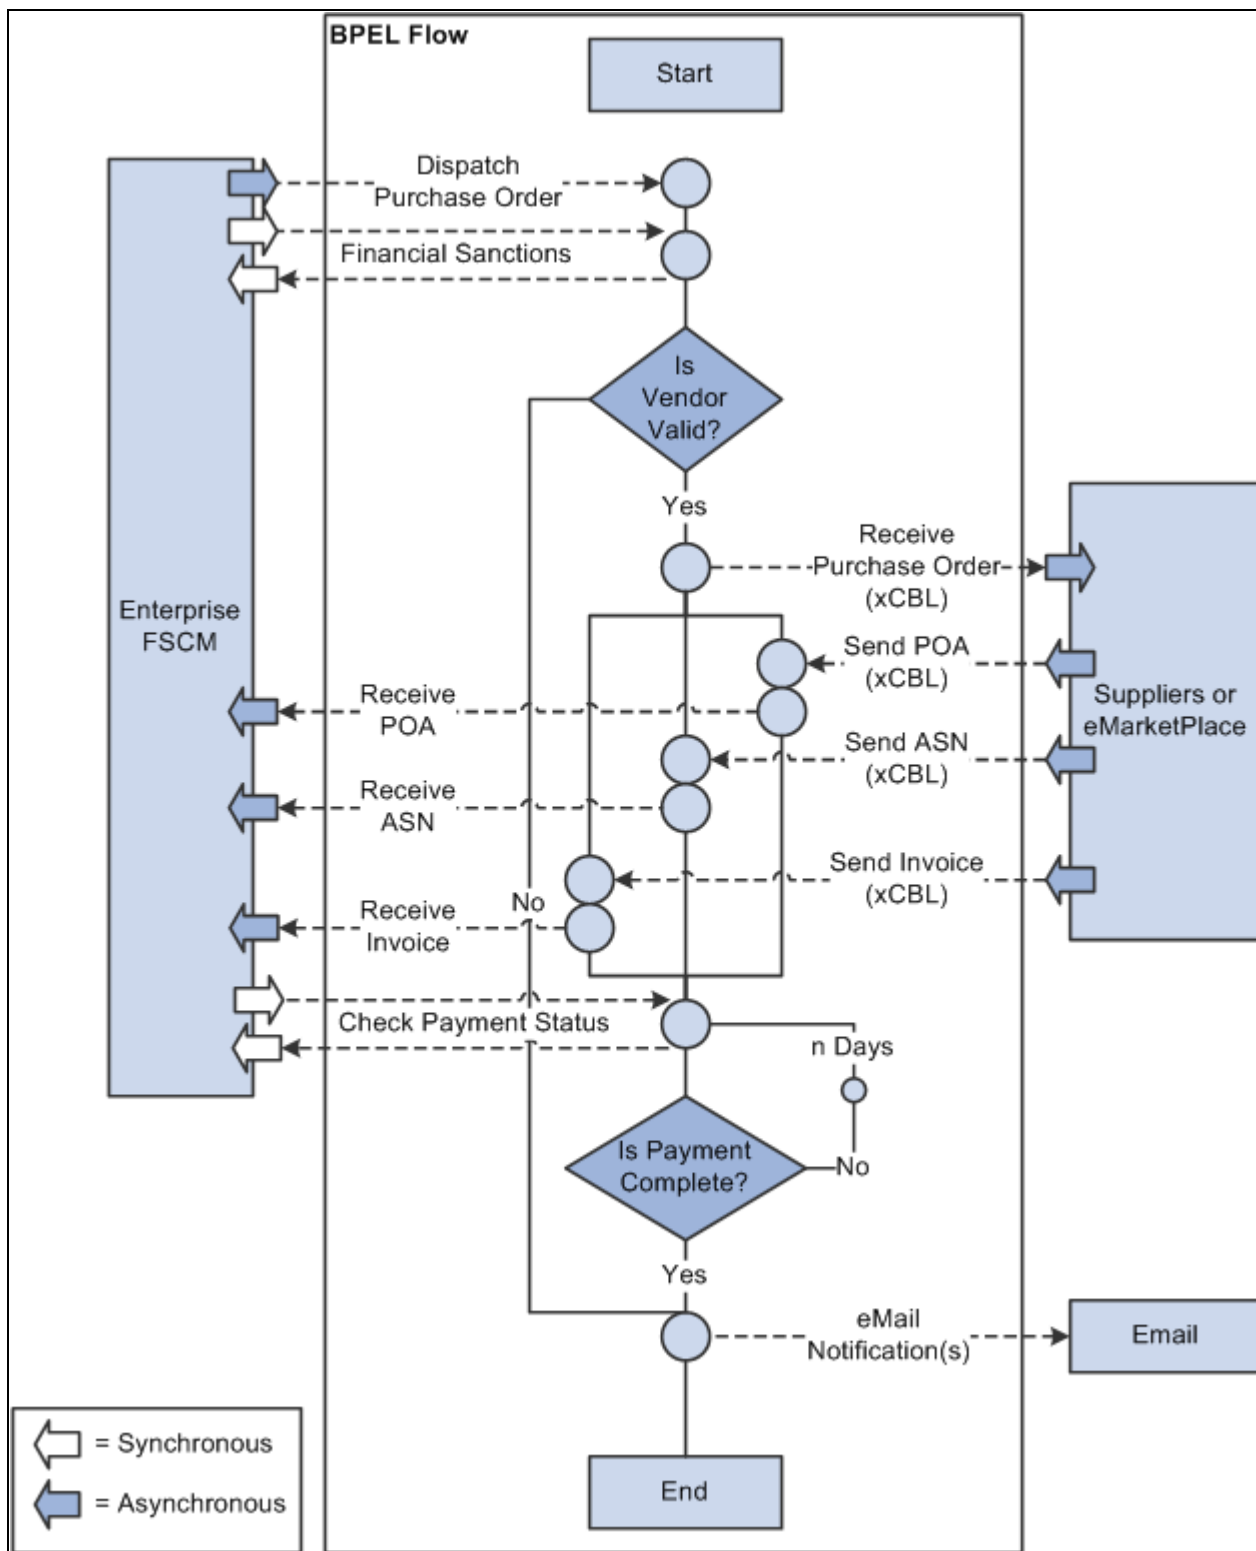 BPEL Flow
Start
Dispatch
Purchase Order
Financial Sanctions
Is
Vendor
Valid?
Yes
Receive
Purchase Order
(xCBL)
Enterprise
FSCM
Send POA
(xCBL)
Suppliers or
eMarketPlace
Receive
POA
Send ASN
(xCBL)
Receive
ASN
Send Invoice
(xCBL)
No
Receive
Invoice
Check Payment Status
n Days
Is Payment
Complete?
No
Yes
eMail
Notification(s)
Email
= Synchronous
= Asynchronous
End